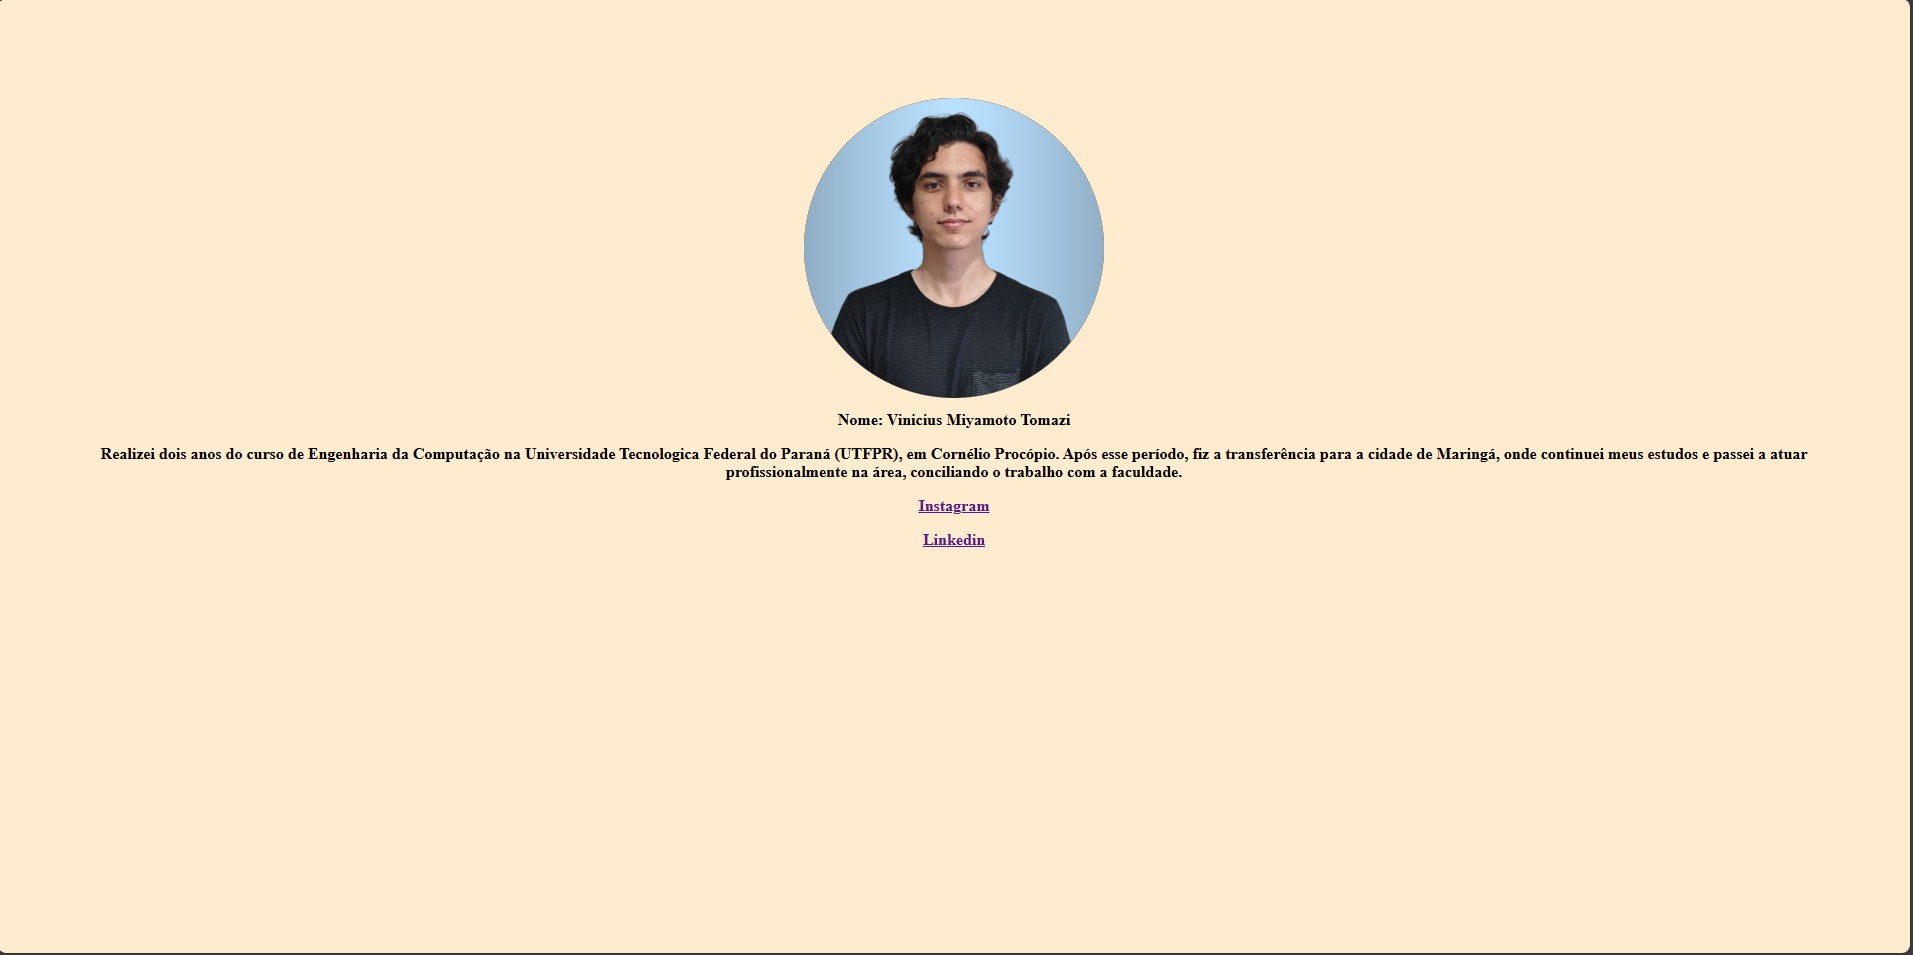 Nome: Vinicius Miyamoto Tomazi
Realizei dois anos do curso de Engenharia da Computação na Universidade Tecnologica Federal do Paraná (UTFPR), em Cornélio Procópio. Após esse período, fiz a transferência para a cidade de Maringá, onde continuei meus estudos e passei a atuar
profissionalmente na área, conciliando o trabalho com a faculdade.
Instagram
Linkedin